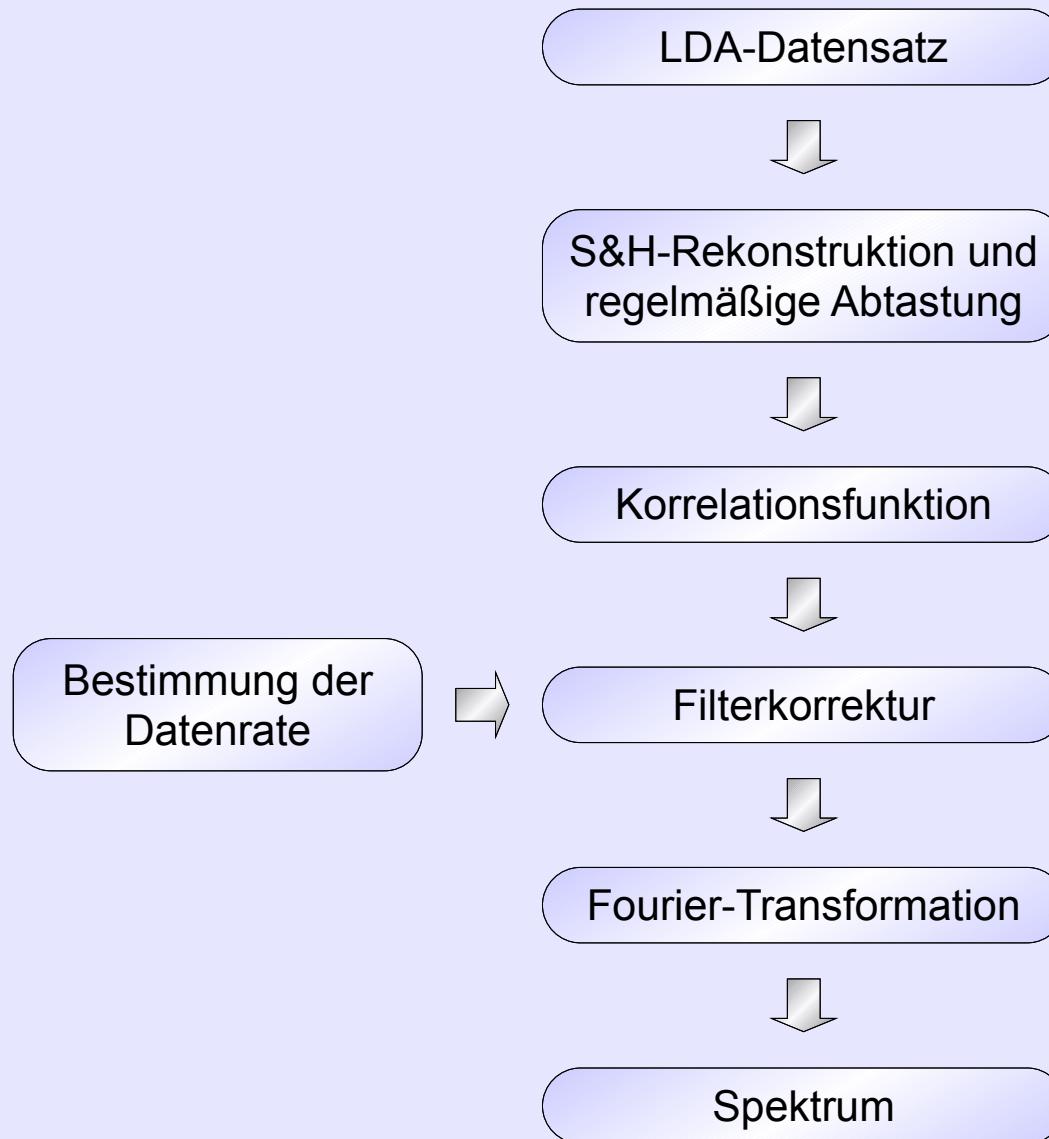 LDA-Datensatz
S&H-Rekonstruktion und
regelmäßige Abtastung
Korrelationsfunktion
Bestimmung der
Datenrate
Filterkorrektur
Fourier-Transformation
Spektrum